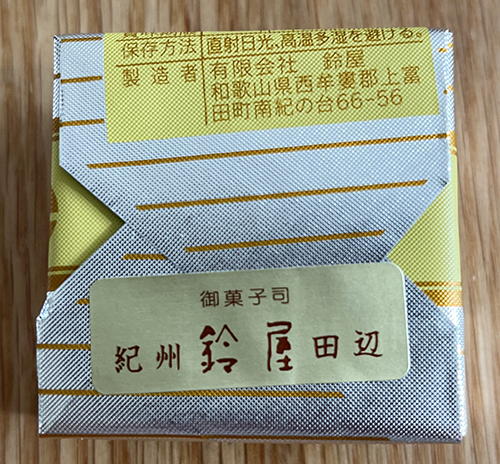 保存方法 直射日光、高温多湿を避ける。
製造者 有限会社 鈴屋
和歌山県西牟婁郡上富
田町南紀の台66-56
御菓子司
紀州 鈴屋 田辺